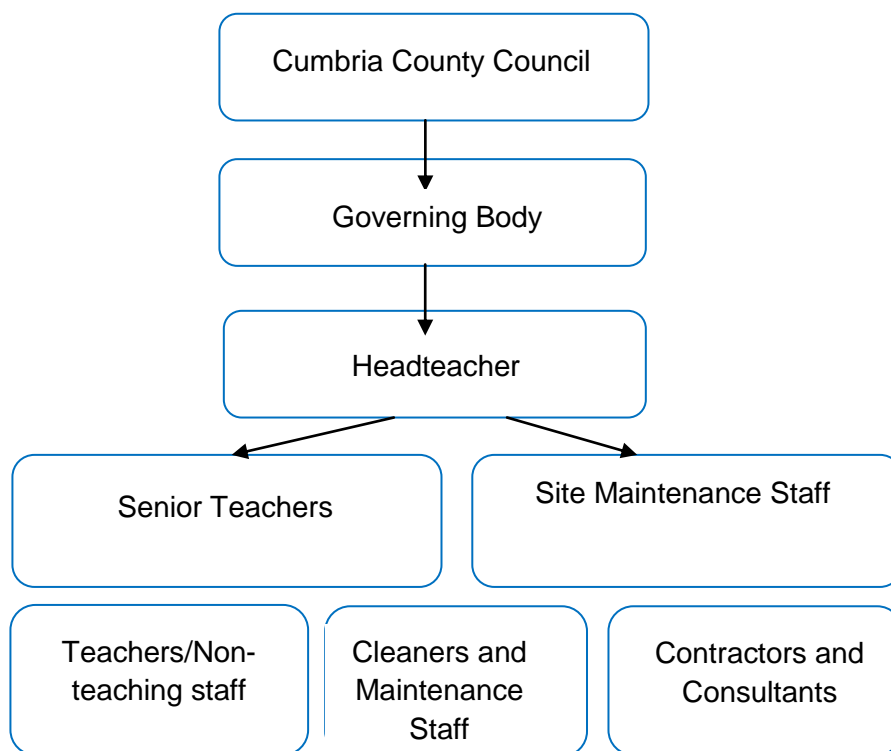 Cumbria County Council
Governing Body
Headteacher
Senior Teachers
Site Maintenance Staff
Teachers/Non-
teaching staff
Cleaners and
Maintenance
Staff
Contractors and
Consultants